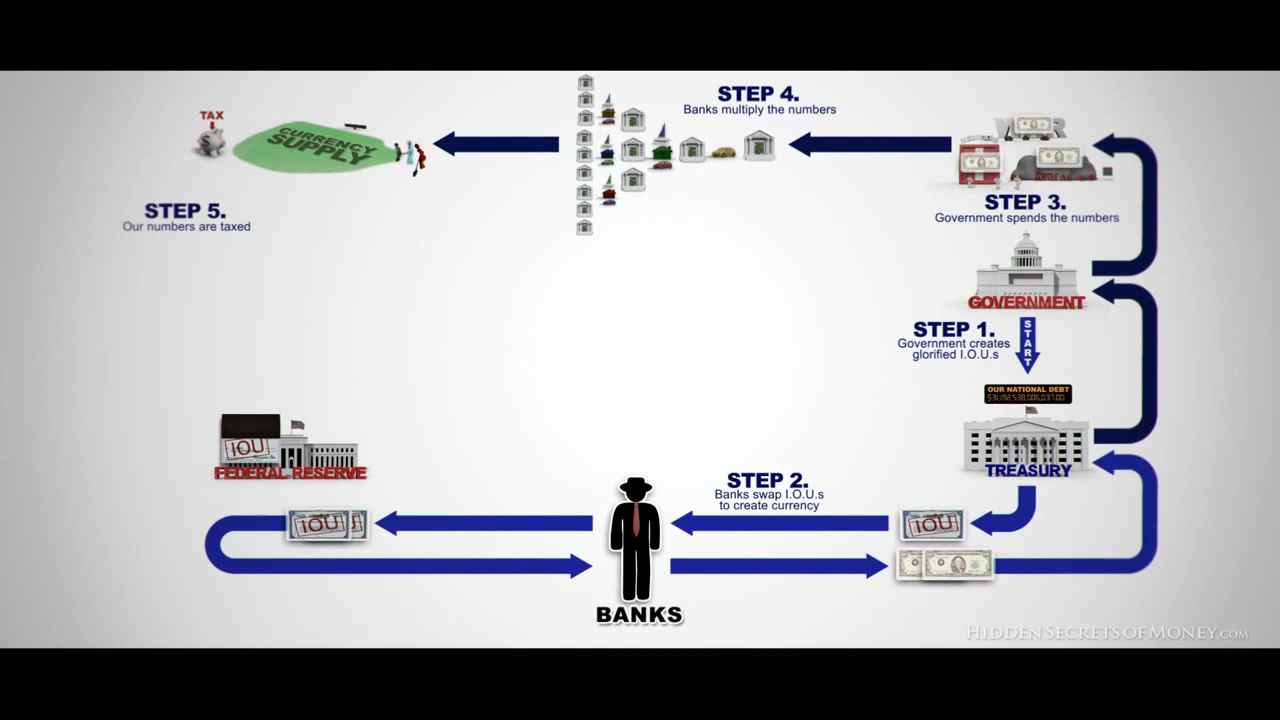 STEP 4.
Banks multiply the numbers
TAX
CURRENCY
SUPPLY
STEP 5.
Our numbers are taxed
STEP 3.
Government spends the numbers
GOVERNMENT
STEP 1.
Government creates
glorified I.O.U.s
START
OUR NATIONAL DEBT
TREASURY
IOU
FEDERAL RESERVE
STEP 2.
Banks swap I.O.U.s
to create currency
IOU
IOU
BANKS
HIDDEN SECRETS OF MONEY.COM